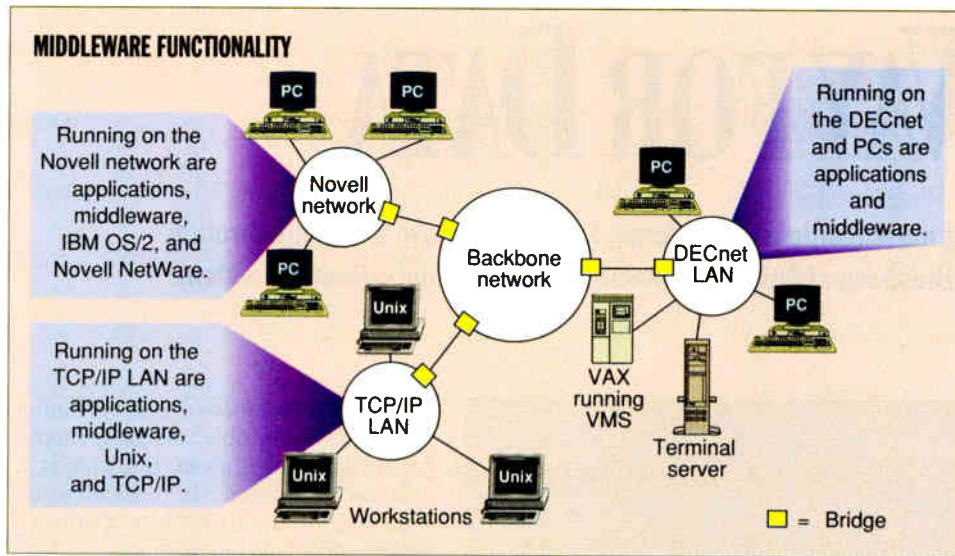 MIDDLEWARE FUNCTIONALITY
PC
PC
Running on the
Novell network are
applications,
middleware,
IBM OS/2, and
Novell NetWare.
Novell
network
PC
Backbone
network
PC
DECnet
LAN
PC
Running on
the DECnet
and PCs are
applications
and
middleware.
Running on the
TCP/IP LAN are
applications,
middleware,
Unix,
and TCP/IP.
Unix
TCP/IP
LAN
Unix
Unix
Workstations
VAX
running
VMS
Terminal
server
= Bridge